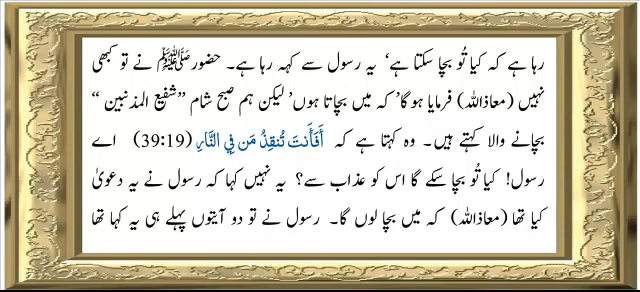 رہا ہے کہ کیا تُو بچا سکتا ہے‘ یہ رسول سے کہہ رہا ہے۔ حضورﷺ نے تو کبھی
نہیں (معاذاللہ) فرمایا ہوگا’ کہ میں بچاتا ہوں’ لیکن ہم صبح شام ”شفیع المذنبین “
بچانے والا کہتے ہیں۔ وہ کہتا ہے کہ أَفَأَنتَ تُنقِذُ مَن فِي النَّارِ (39:19) اے
رسول! کیا تُو بچا سکے گا اس کو عذاب سے؟ یہ نہیں کہا کہ رسول نے یہ دعویٰ
کیا تھا (معاذاللہ) کہ میں بچا لوں گا۔ رسول نے تو دو آیتوں پہلے ہی یہ کہا تھا